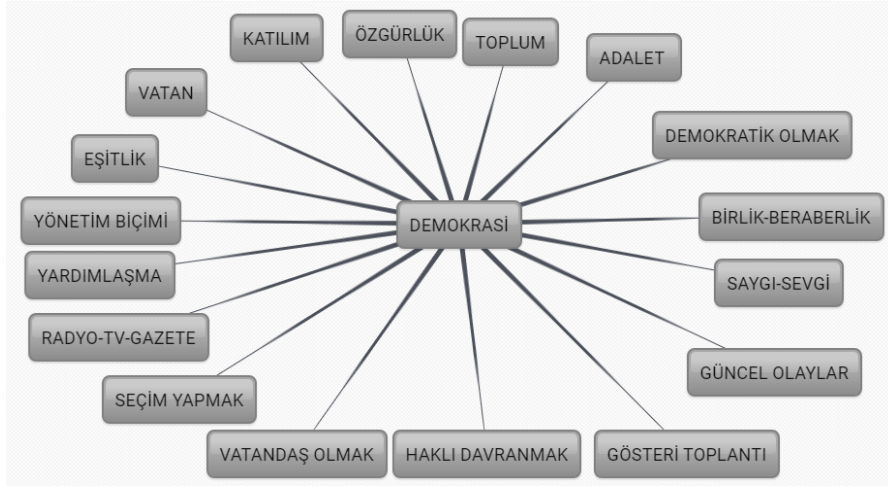 KATILIM
ÖZGÜRLÜK
TOPLUM
ADALET
VATAN
DEMOKRATİK OLMAK
EŞİTLİK
YÖNETİM BİÇİMİ
DEMOKRASİ
BİRLİK-BERABERLİK
YARDIMLAŞMA
SAYGI-SEVGİ
RADYO-TV-GAZETE
GÜNCEL OLAYLAR
SEÇİM YAPMAK
VATANDAŞ OLMAK
HAKLI DAVRANMAK
GÖSTERİ TOPLANTI